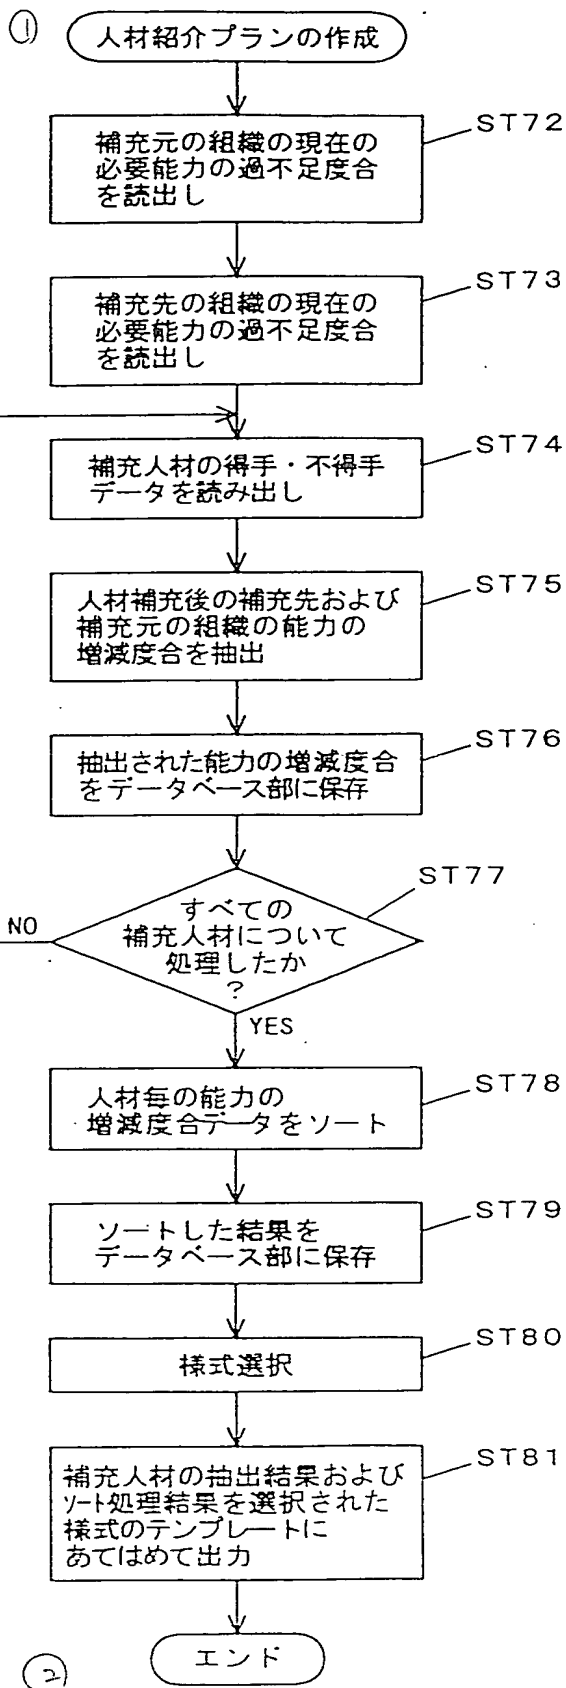 ①
人材紹介プランの作成
ST72
補充元の組織の現在の
必要能力の過不足度合
を読出し
ST73
補充先の組織の現在の
必要能力の過不足度合
を読出し
ST74
補充人材の得手・不得手
データを読み出し
ST75
人材補充後の補充先および
補充元の組織の能力の
増減度合を抽出
ST76
抽出された能力の増減度合
をデータベース部に保存
ST77
すべての
補充人材について
処理したか
?
NO
YES
ST78
人材毎の能力の
増減度合データをソート
ST79
ソートした結果を
データベース部に保存
ST80
様式選択
ST81
補充人材の抽出結果および
ソート処理結果を選択された
様式のテンプレートに
あてはめて出力
エンド
②